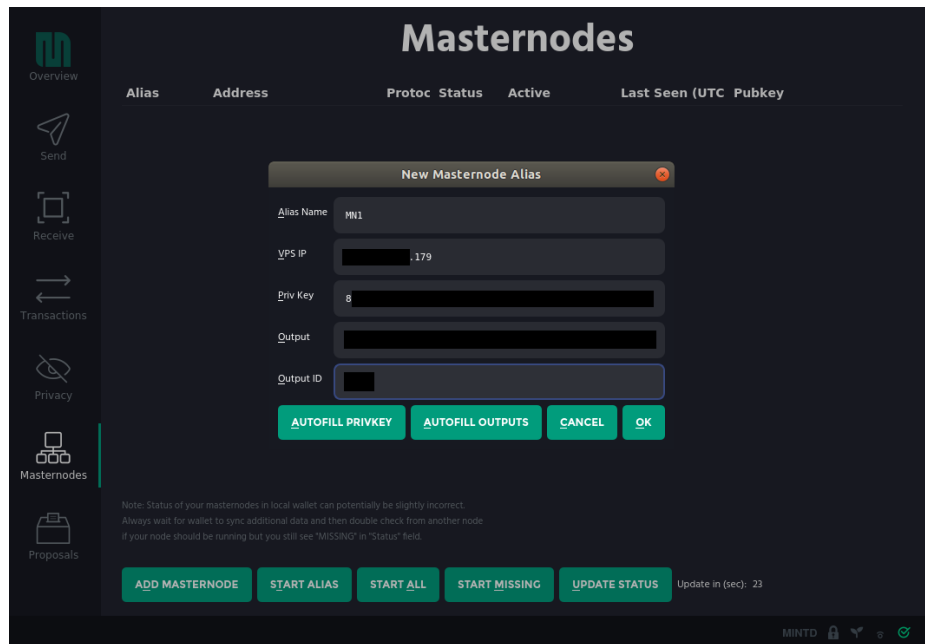 Masternodes
Overview
Alias Address Protoc Status Active Last Seen (UTC Pubkey
Send
New Masternode Alias
Alias Name MN1
Receive
VPS IP .179
Priv Key 8
Transactions
Output
Output ID
Privacy
AUTOFILL PRIVKEY AUTOFILL OUTPUTS CANCEL OK
Masternodes
Note: Status of your masternodes in local wallet can potentially be slightly incorrect.
Always wait for wallet to sync additional data and then double check from another node
if your node should be running but you still see "MISSING" in "Status" field.
Proposals
ADD MASTERNODE START ALIAS START ALL START MISSING UPDATE STATUS Update in (sec): 23
MINTD